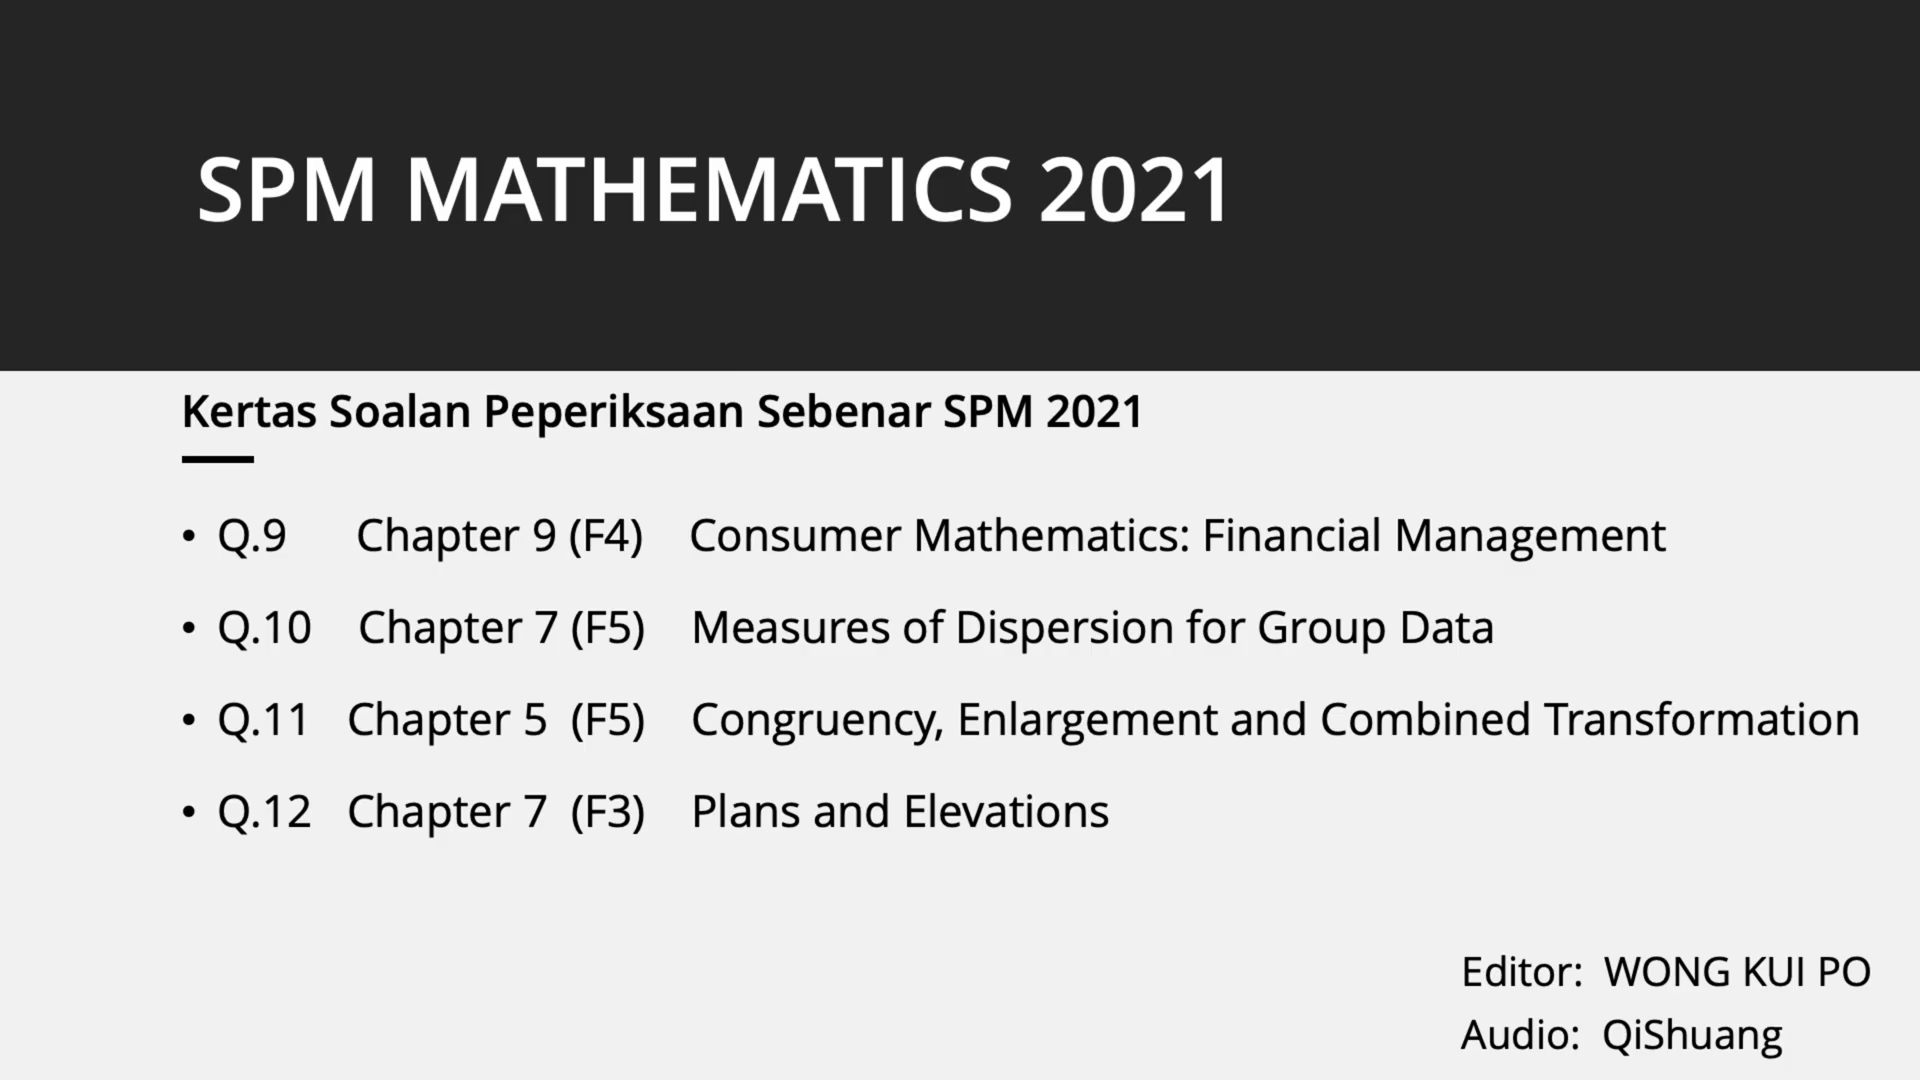 SPM MATHEMATICS 2021
Kertas Soalan Peperiksaan Sebenar SPM 2021
• Q.9 Chapter 9 (F4) Consumer Mathematics: Financial Management
• Q.10 Chapter 7 (F5) Measures of Dispersion for Group Data
• Q.11 Chapter 5 (F5) Congruency, Enlargement and Combined Transformation
• Q.12 Chapter 7 (F3) Plans and Elevations
Editor: WONG KUI PO
Audio: QiShuang